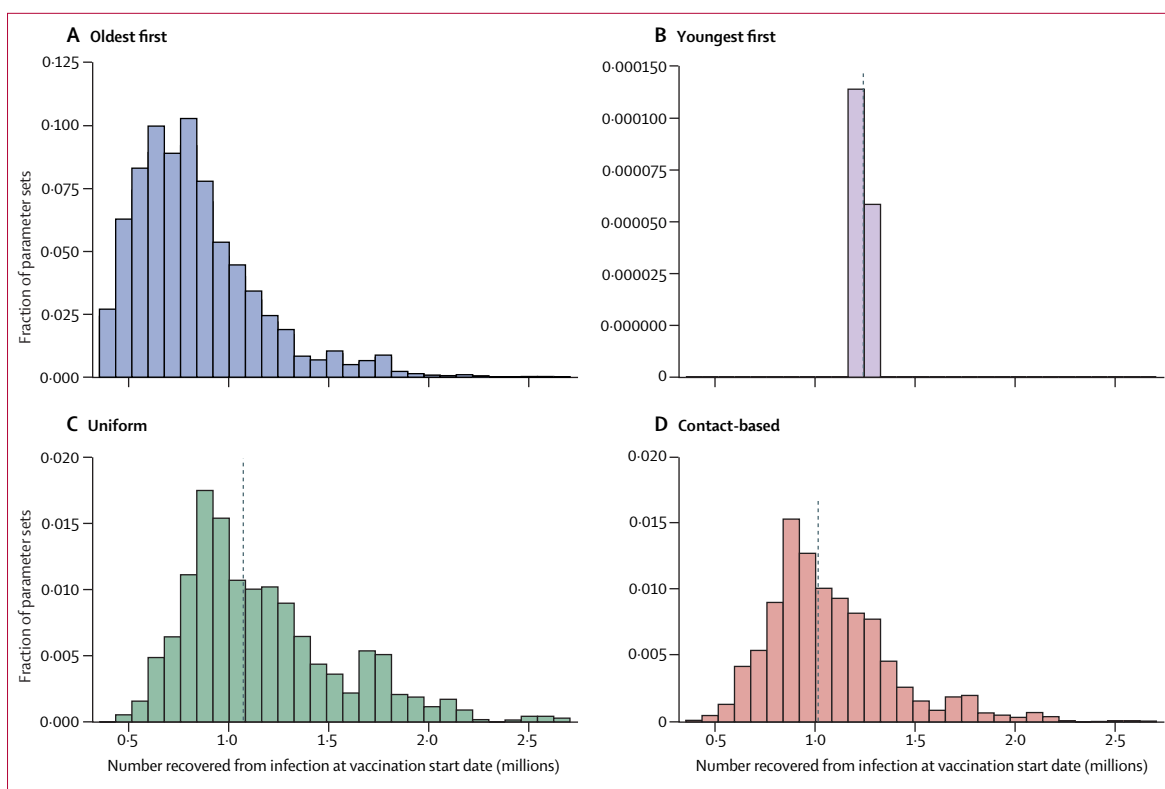 A Oldest first
0·125
0·100
0·075
0·050
0·025
0·000
Fraction of parameter sets
B Youngest first
0·000150
0·000100
0·000075
0·000050
0·000025
0·000000
0
C Uniform
0·020
0·015
0·010
0·005
0·000
Fraction of parameter sets
0·5 1·0 1·5 2·0 2·5
Number recovered from infection at vaccination start date (millions)
D Contact-based
0·020
0·015
0·010
0·005
0
0·5 1·0 1·5 2·0 2·5
Number recovered from infection at vaccination start date (millions)